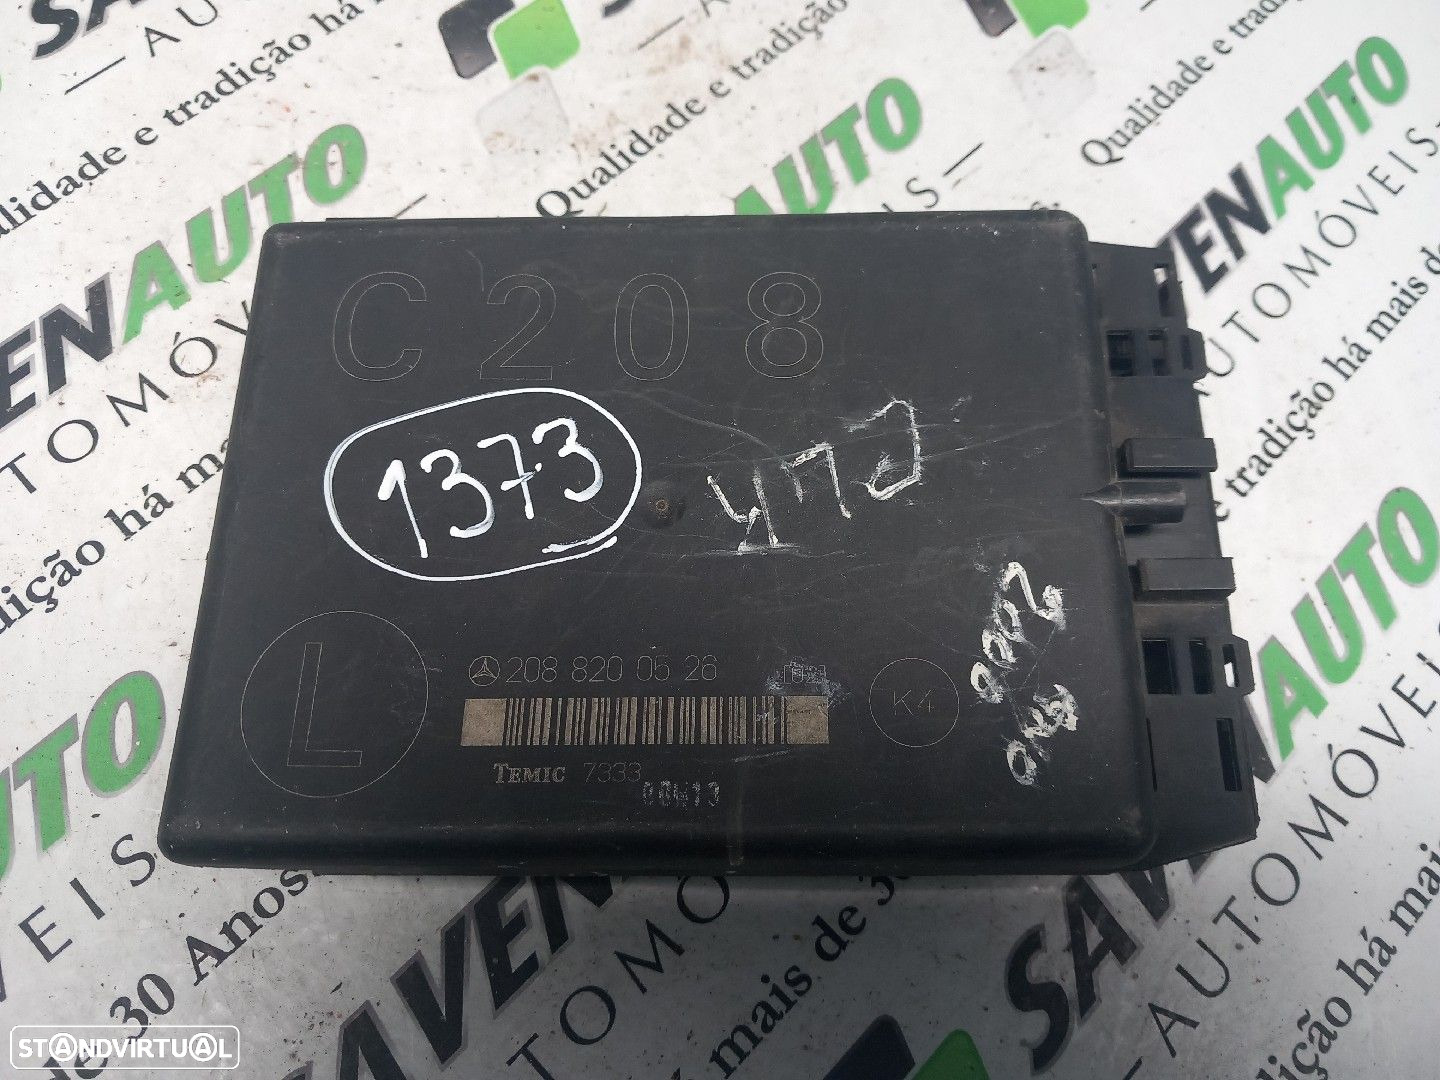 SAVENAUTO
AUTOMÓVEIS
Qualidade e tradição há mais de 30 Anos
C208
1373
L
208 820 05 26
K4
TEMIC 7333
00W13
STANDVIRTUAL